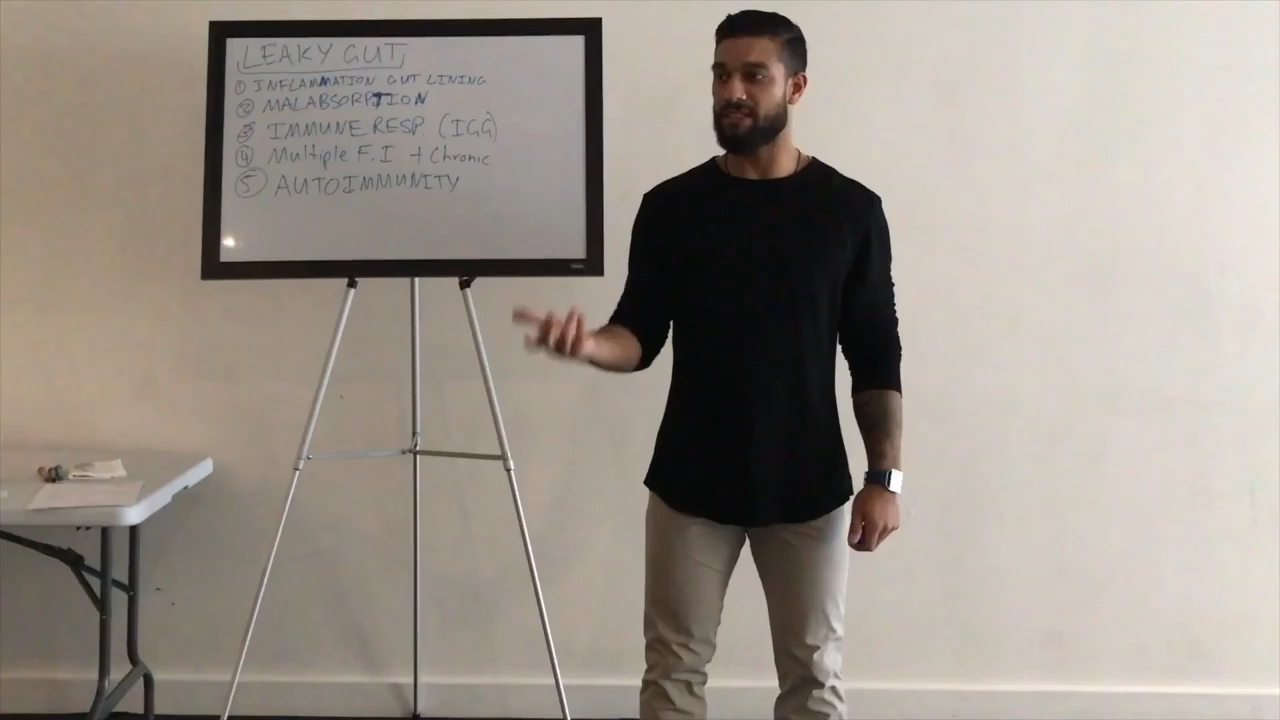 LEAKY GUT
① INFLAMMATION GUT LINING
② MALABSORPTION
③ IMMUNE RESP. (IGG)
④ Multiple F.I + Chronic
⑤ AUTOIMMUNITY